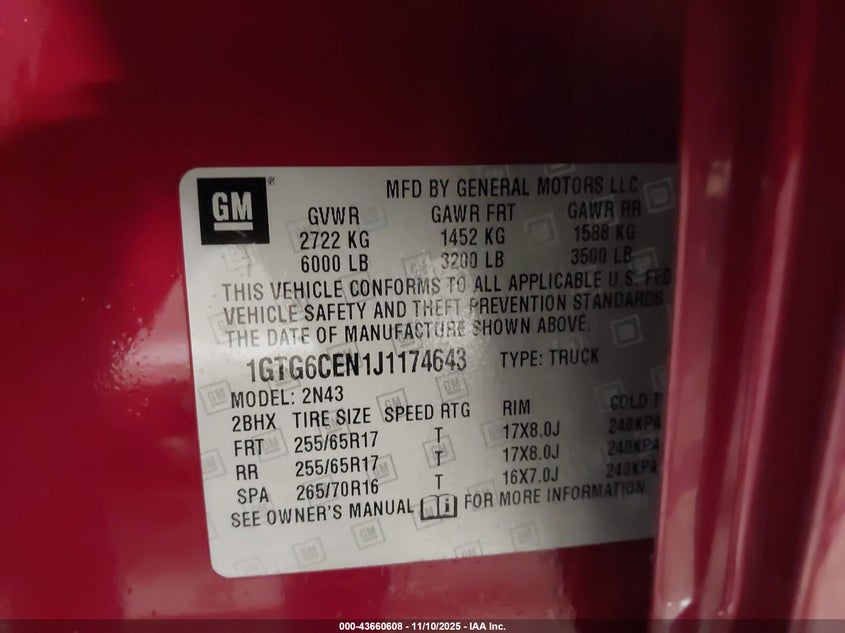 GM®
MFD BY GENERAL MOTORS LLC
GVWR GAWR FRT GAWR RR
2722 KG 1452 KG 1588 KG
6000 LB 3200 LB 3500 LB
THIS VEHICLE CONFORMS TO ALL APPLICABLE U.S. FED
VEHICLE SAFETY AND THEFT PREVENTION STANDARDS
THE DATE OF MANUFACTURE SHOWN ABOVE.
1GTG6CEN1J1174643 TYPE: TRUCK
MODEL: 2N43
2BHX TIRE SIZE SPEED RTG RIM COLD T
FRT 255/65R17 T 17X8.0J 240KPA
RR 255/65R17 T 17X8.0J 240KPA
SPA 265/70R16 T 16X7.0J 240KPA
SEE OWNER'S MANUAL FOR MORE INFORMATION.
000-43660608 - 11/10/2025 - IAA Inc.